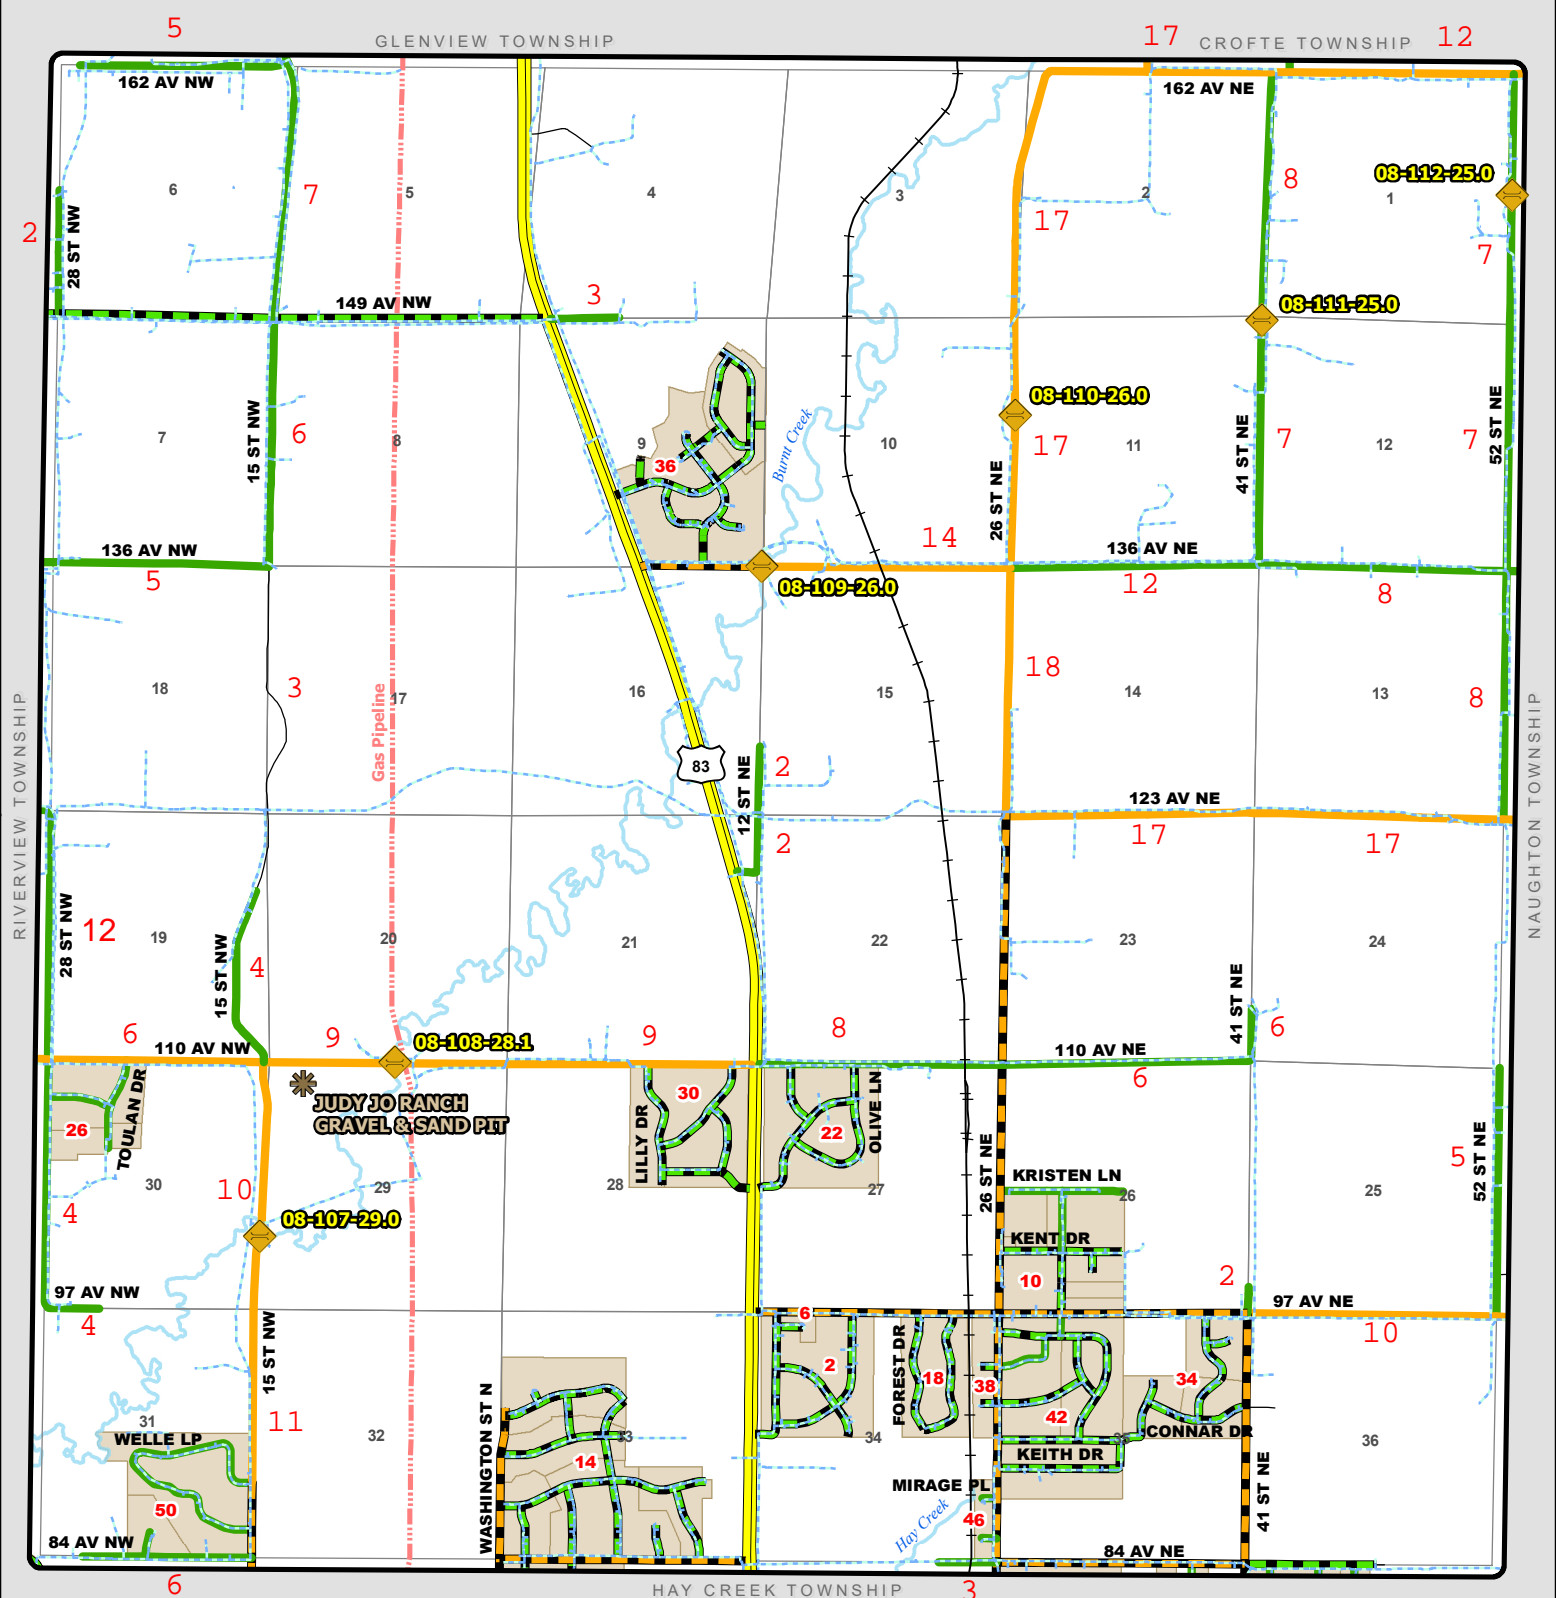 5
GLENVIEW TOWNSHIP
17
CROFTE TOWNSHIP
12
162 AV NW
162 AV NE
08-112-25.0
6
7
5
4
3
2
8
1
2
28 ST NW
17
7
149 AV NW
3
08-111-25.0
08-110-26.0
7
15 ST NW
6
8
9
36
Burnt Creek
10
17
11
41 ST NE
7
12
7
52 ST NE
26 ST NE
136 AV NW
5
14
136 AV NE
12
8
08-109-26.0
18
3
17
Gas Pipeline
16
15
18
14
13
8
RIVERVIEW TOWNSHIP
NAUGHTON TOWNSHIP
83
12 ST NE
2
2
123 AV NE
17
17
28 ST NW
12
19
15 ST NW
4
20
21
22
23
24
41 ST NE
6
6
110 AV NW
9
08-108-28.1
9
8
110 AV NE
6
JUDY JO RANCH
GRAVEL & SAND PIT
26
TOULAN DR
30
LILLY DR
30
22
OLIVE LN
26 ST NE
5
52 ST NE
4
10
29
28
27
KRISTEN LN
26
25
08-107-29.0
KENT DR
10
2
97 AV NW
4
97 AV NE
10
6
15 ST NW
2
FOREST DR
18
38
34
42
11
31
WELLE LP
32
WASHINGTON ST N
33
14
34
35
CONNAR DR
KEITH DR
36
41 ST NE
50
MIRAGE PL
46
Hay Creek
84 AV NW
84 AV NE
6
HAY CREEK TOWNSHIP
3